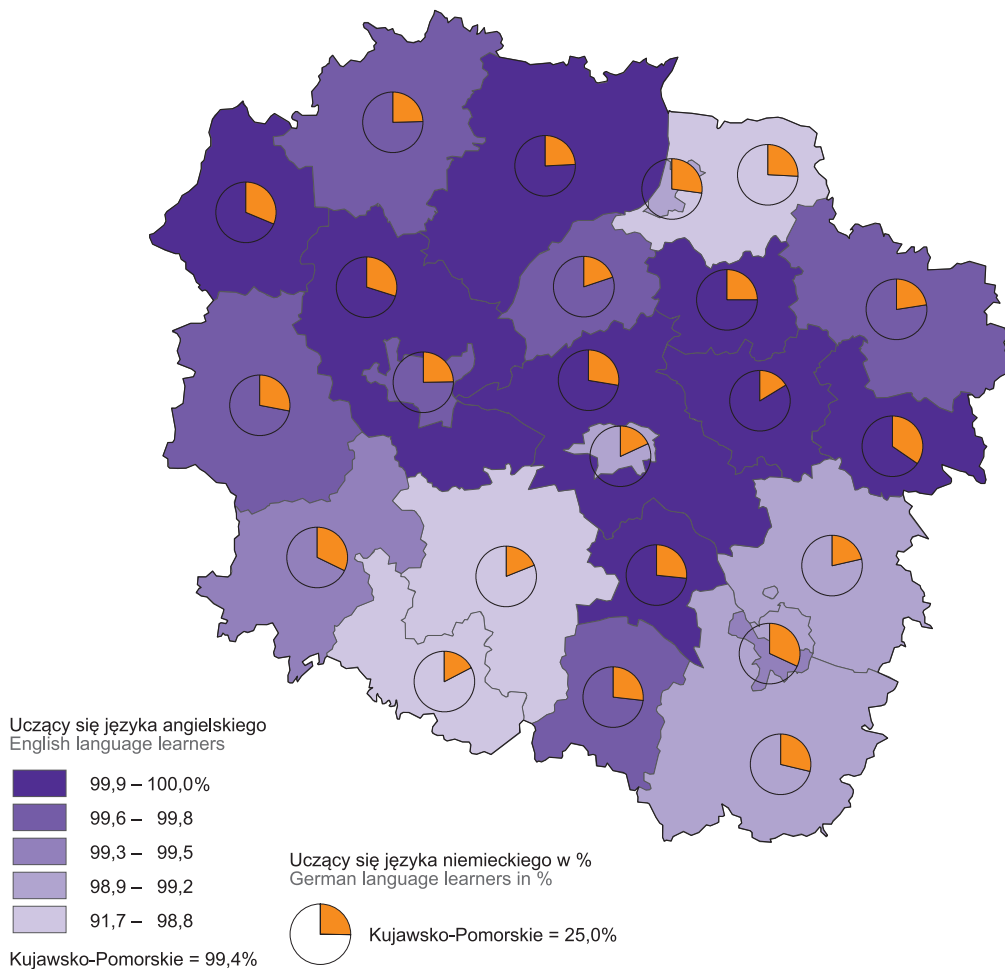 Uczący się języka angielskiego
English language learners
99,9 – 100,0%
99,6 – 99,8
99,3 – 99,5
98,9 – 99,2
91,7 – 98,8
Kujawsko-Pomorskie = 99,4%
Uczący się języka niemieckiego w %
German language learners in %
Kujawsko-Pomorskie = 25,0%